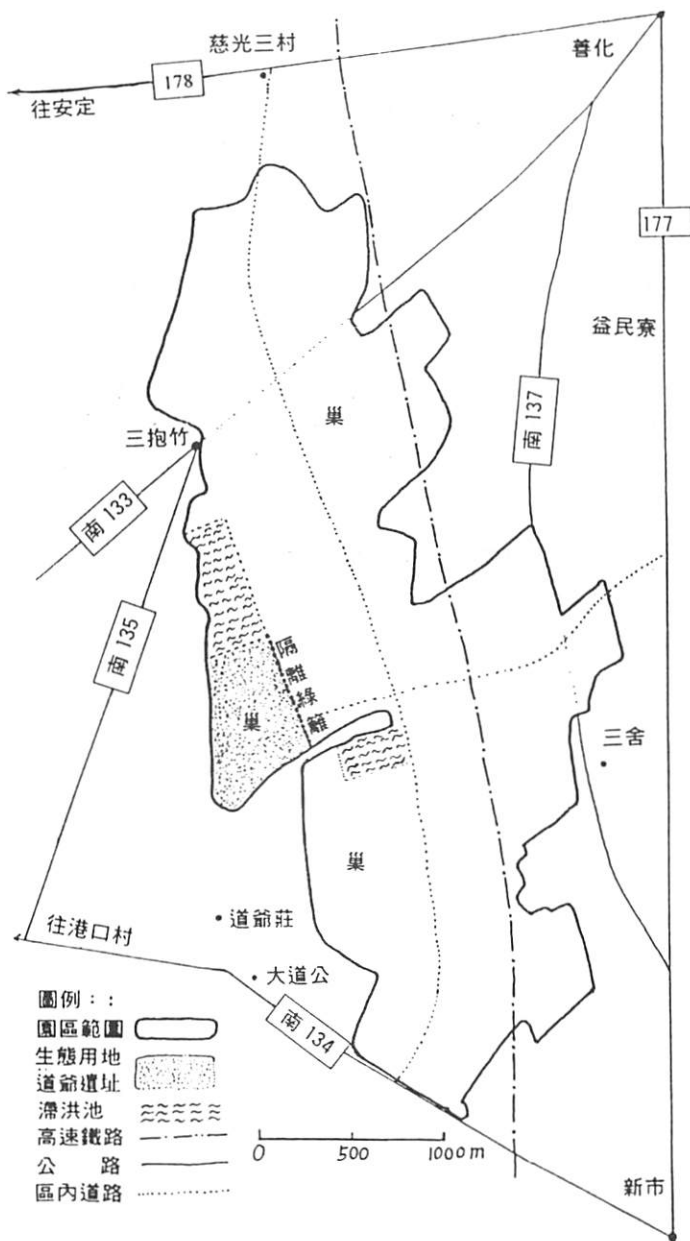 慈光三村
善化
178
往安定
177
益民寮
南 137
巢
三抱竹
南 133
南 135
隔離綠籬
巢
三舍
巢
道爺莊
往港口村
大道公
南 134
圖例：:
園區範圍
生態用地
道爺遺址
滯洪池
高速鐵路
公 路
區內道路
0 500 1000m
新市